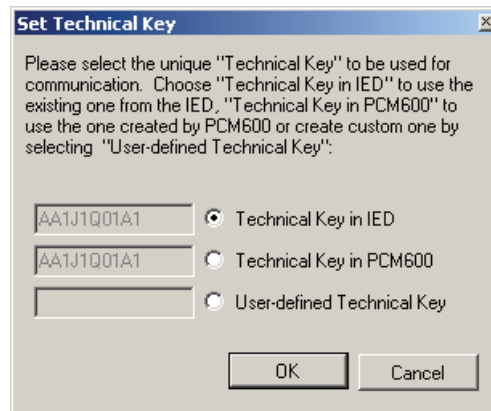 Set Technical Key
Please select the unique "Technical Key" to be used for
communication. Choose "Technical Key in IED" to use the
existing one from the IED, "Technical Key in PCM600" to
use the one created by PCM600 or create custom one by
selecting "User-defined Technical Key":
AA1J1Q01A1 Technical Key in IED
AA1J1Q01A1 Technical Key in PCM600
User-defined Technical Key
OK Cancel